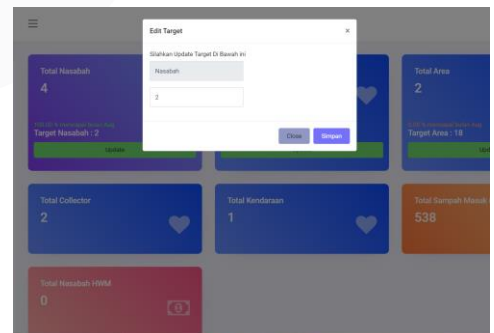 Edit Target
×
Silahkan Update Target Di Bawah ini
Nasabah
2
Close
Simpan
Total Nasabah
4
Target Nasabah : 2
Update
Total Area
2
Target Area : 18
Total Collector
2
Total Kendaraan
1
Total Sampah Masuk
538
Total Nasabah HWM
0